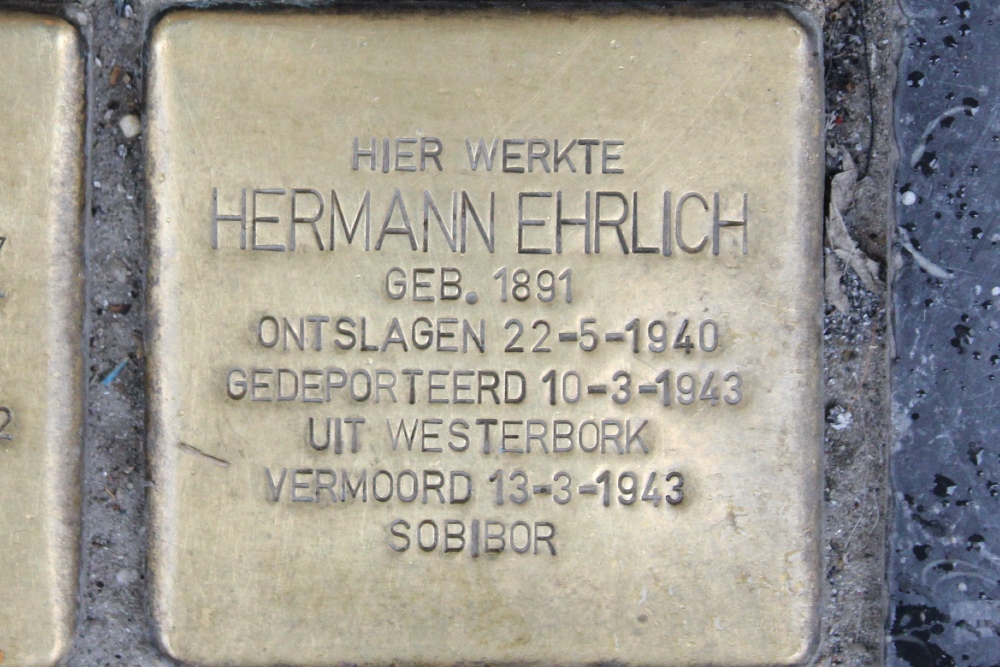 HIER WERKTE
HERMANN EHRLICH
GEB. 1891
ONTSLAGEN 22-5-1940
GEDEPORTEERD 10-3-1943
UIT WESTERBORK
VERMOORD 13-3-1943
SOBIBOR